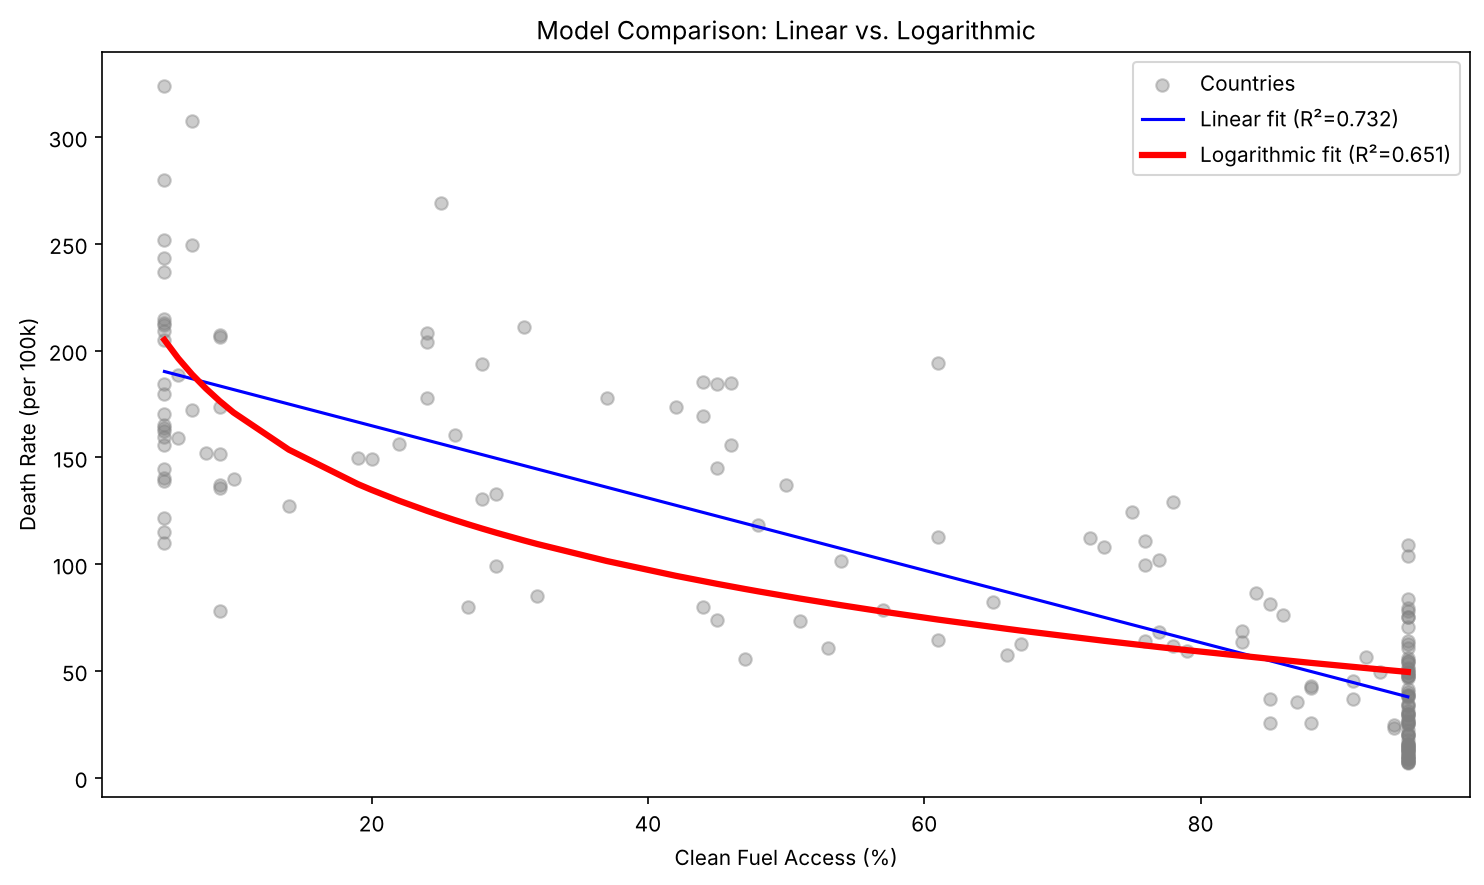 Model Comparison: Linear vs. Logarithmic
Countries
Linear fit (R²=0.732)
Logarithmic fit (R²=0.651)
Death Rate (per 100k)
300
250
200
150
100
50
0
20
40
60
80
Clean Fuel Access (%)